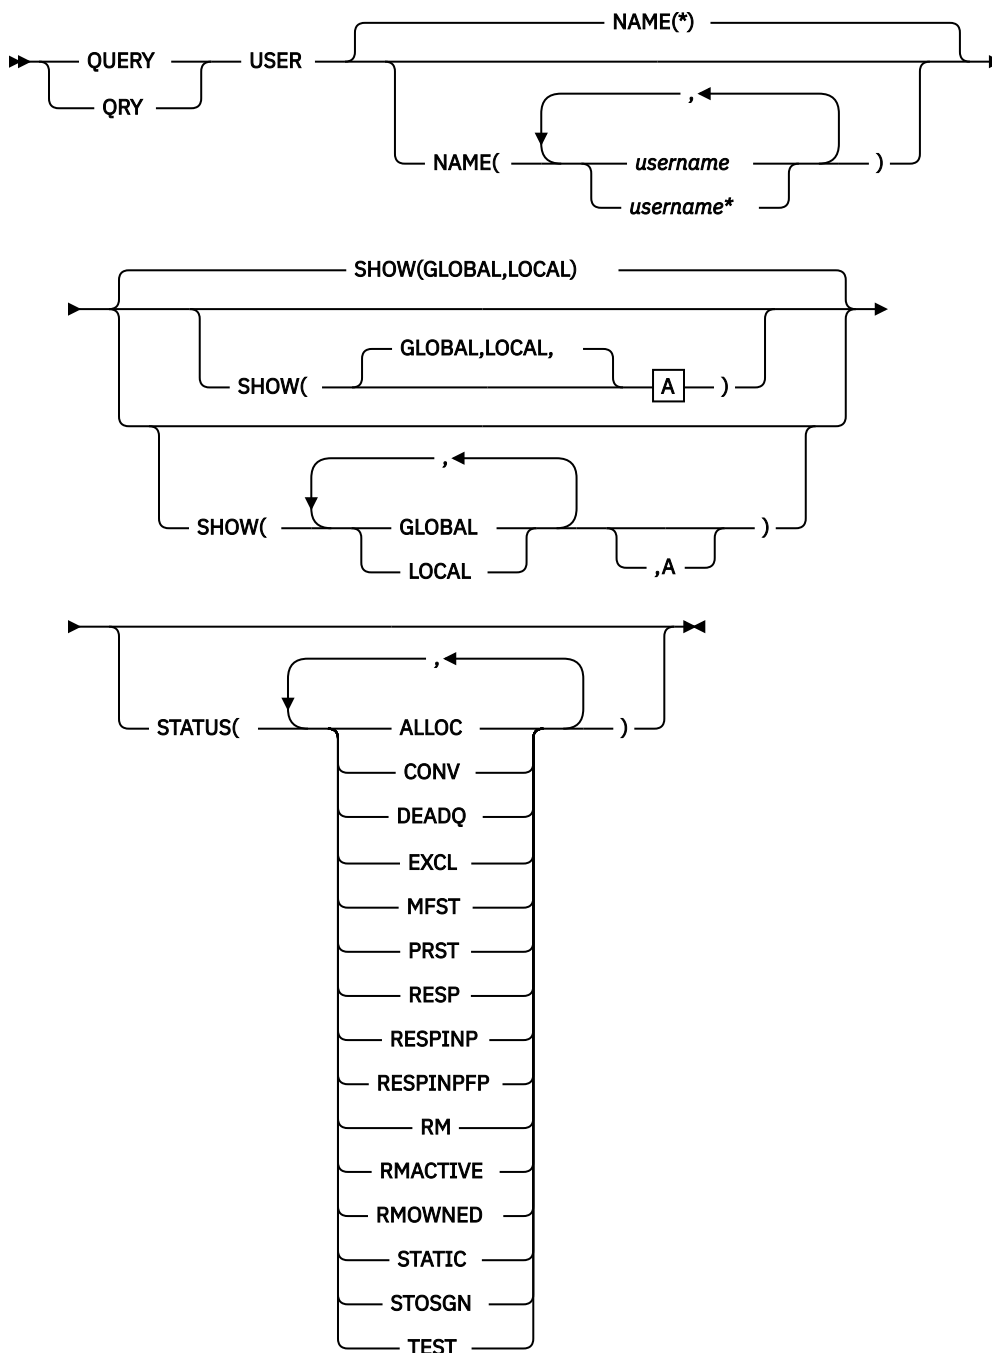 NAME(*)
QUERY USER
QRY
,
NAME( username )
username*
SHOW(GLOBAL,LOCAL)
GLOBAL,LOCAL,
SHOW( A )
,
SHOW( GLOBAL )
LOCAL ,A
,
STATUS( ALLOC )
CONV
DEADQ
EXCL
MFST
PRST
RESP
RESPINP
RESPINPFP
RM
RMACTIVE
RMOWNED
STATIC
STOSGN
TEST